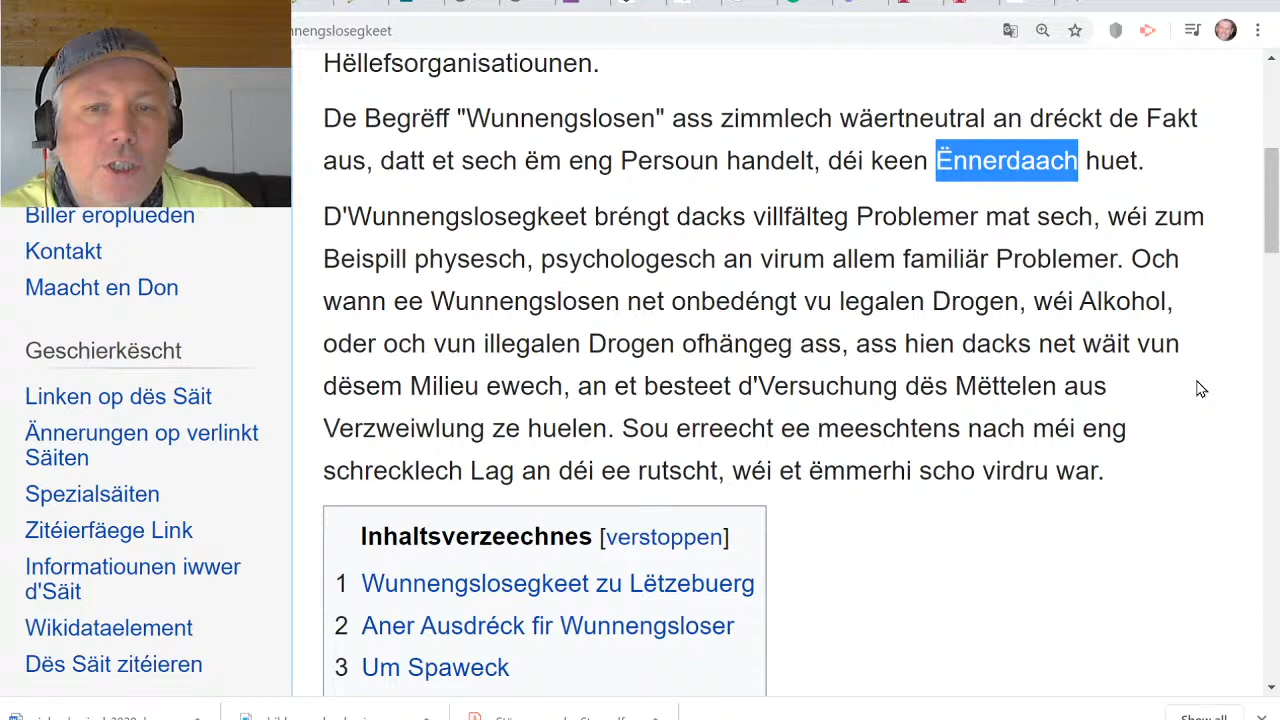 nnengslosegkeet
Hëllefsorganisatiounen.
De Begrëff "Wunnengslosen" ass zimmlech wäertneutral an dréckt de Fakt
aus, datt et sech ëm eng Persoun handelt, déi keen Ënnerdaach huet.
D'Wunnengslosegkeet bréngt dacks villfälteg Problemer mat sech, wéi zum
Beispill physesch, psychologesch an virum allem familiär Problemer. Och
wann ee Wunnengslosen net onbedéngt vu legalen Drogen, wéi Alkohol,
oder och vun illegalen Drogen ofhängeg ass, ass hien dacks net wäit vun
dësem Milieu ewech, an et besteet d'Versuchung dës Mëttelen aus
Verzweiwlung ze huelen. Sou erreecht ee meeschtens nach méi eng
schrecklech Lag an déi ee rutscht, wéi et ëmmerhi scho virdru war.
Biller eroplueden
Kontakt
Maacht en Don
Geschierkëscht
Linken op dës Säit
Ännerungen op verlinkt
Säiten
Spezialsäiten
Zitéierfäege Link
Informatiounen iwwer
d'Säit
Wikidataelement
Dës Säit zitéieren
Inhaltsverzeechnes [verstoppen]
1 Wunnengslosegkeet zu Lëtzebuerg
2 Aner Ausdréck fir Wunnengsloser
3 Um Spaweck
Show all